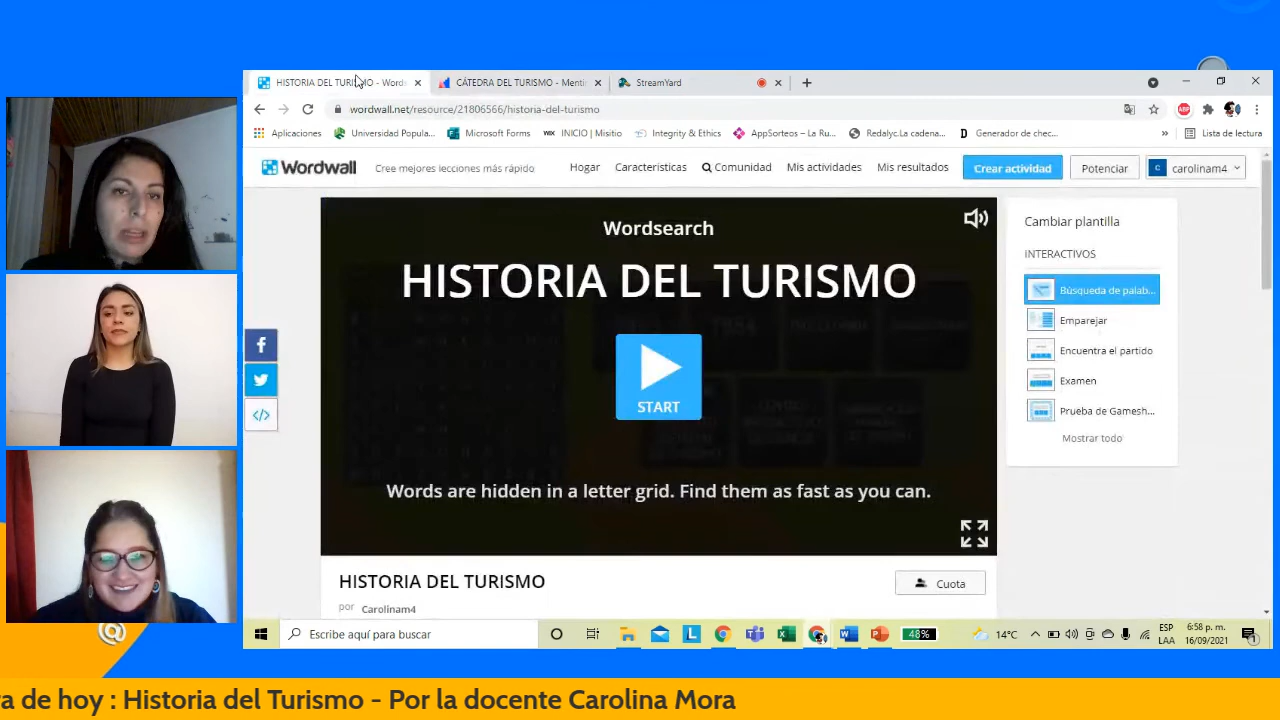 HISTORIA DEL TURISMO - Word
CÁTEDRA DEL TURISMO - Menti
StreamYard
wordwall.net/resource/21806566/historia-del-turismo
Aplicaciones
Universidad Popula...
Microsoft Forms
WIX INICIO | Misitio
Integrity & Ethics
AppSorteos – La Ru...
Redalyc.La cadena...
D Generador de chec...
» Lista de lectura
Wordwall
Cree mejores lecciones más rápido
Hogar
Caracteristicas
Comunidad
Mis actividades
Mis resultados
Crear actividad
Potenciar
c carolinam4
Wordsearch
HISTORIA DEL TURISMO
START
Words are hidden in a letter grid. Find them as fast as you can.
Cambiar plantilla
INTERACTIVOS
Búsqueda de palab...
Emparejar
Encuentra el partido
Examen
Prueba de Gamesh...
Mostrar todo
HISTORIA DEL TURISMO
Cuota
por Carolinam4
Escribe aquí para buscar
48%
14°C
ESP
LAA
6:58 p. m.
16/09/2021
ra de hoy : Historia del Turismo - Por la docente Carolina Mora